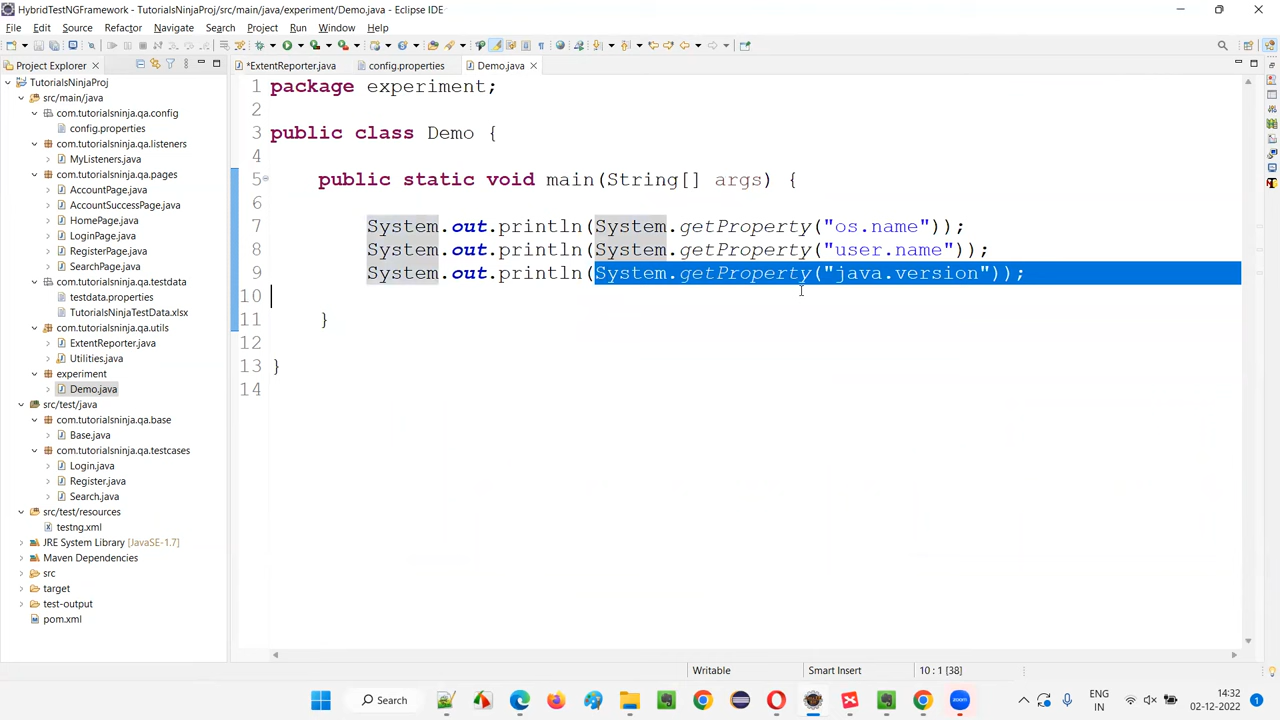 HybridTestNGFramework - TutorialsNinjaProj/src/main/java/experiment/Demo.java - Eclipse IDE
File Edit Source Refactor Navigate Search Project Run Window Help
Project Explorer
*ExtentReporter.java config.properties Demo.java
TutorialsNinjaProj
src/main/java
com.tutorialsninja.qa.config
config.properties
com.tutorialsninja.qa.listeners
MyListeners.java
com.tutorialsninja.qa.pages
AccountPage.java
AccountSuccessPage.java
HomePage.java
LoginPage.java
RegisterPage.java
SearchPage.java
com.tutorialsninja.qa.testdata
testdata.properties
TutorialsNinjaTestData.xlsx
com.tutorialsninja.qa.utils
ExtentReporter.java
Utilities.java
experiment
Demo.java
src/test/java
com.tutorialsninja.qa.base
Base.java
com.tutorialsninja.qa.testcases
Login.java
Register.java
Search.java
src/test/resources
testng.xml
JRE System Library [JavaSE-1.7]
Maven Dependencies
src
target
test-output
pom.xml
1 package experiment;
2
3 public class Demo {
4
5 public static void main(String[] args) {
6
7 System.out.println(System.getProperty("os.name"));
8 System.out.println(System.getProperty("user.name"));
9 System.out.println(System.getProperty("java.version"));
10
11 }
12
13 }
14
Writable Smart Insert 10 : 1 [38]
Search
ENG
IN
14:32
02-12-2022
1